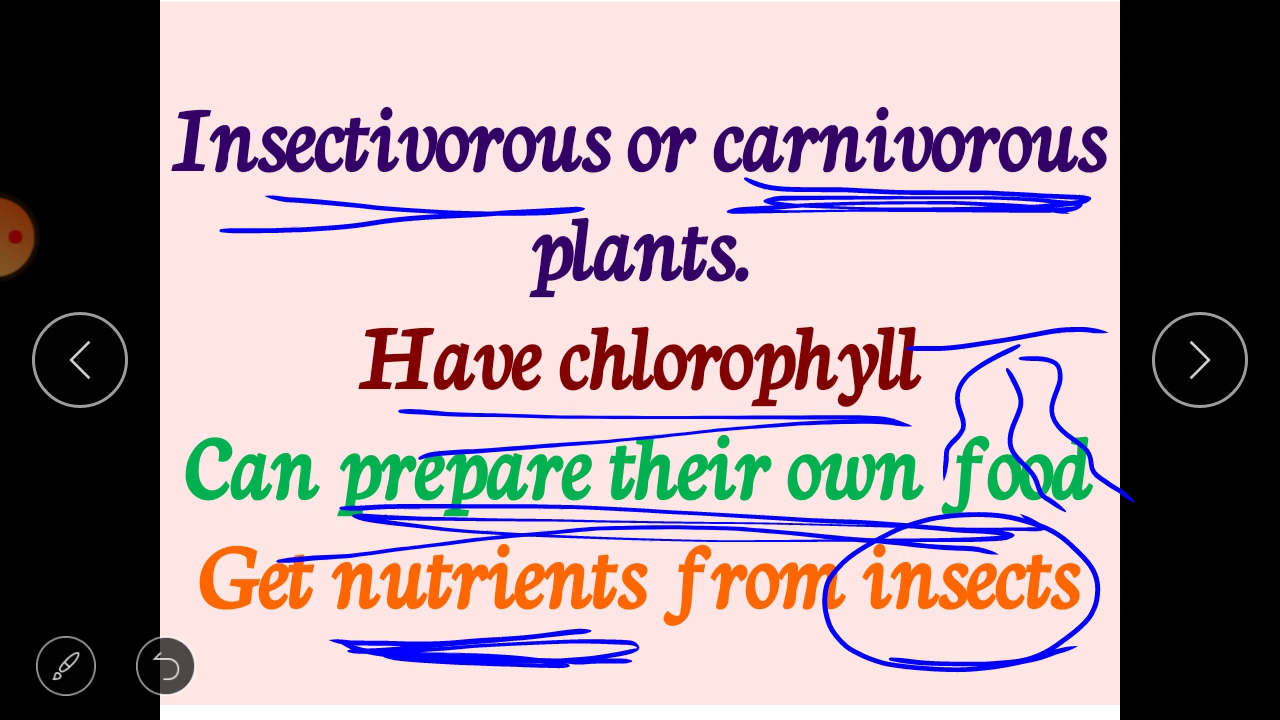 Insectivorous or carnivorous
plants.
Have chlorophyll
Can prepare their own food
Get nutrients from insects